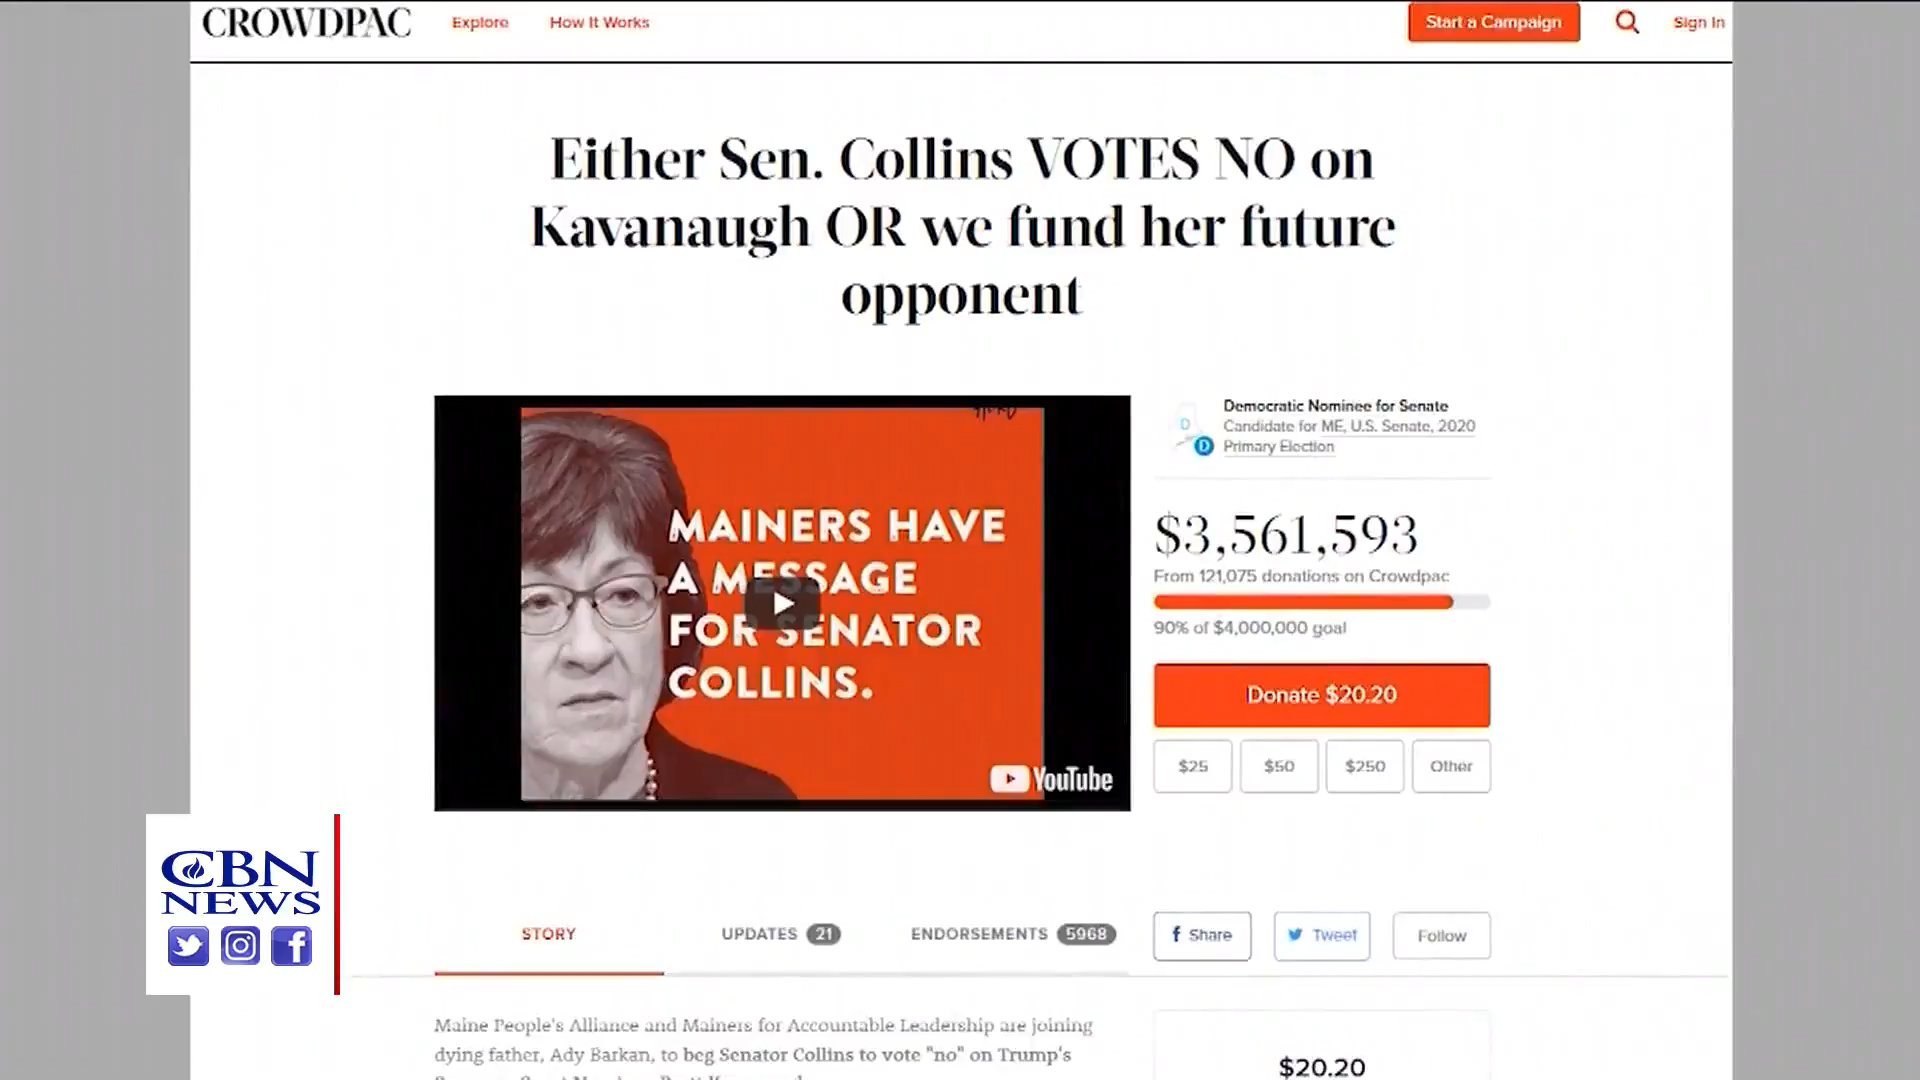 CROWDPAC
Explore
How It Works
Start a Campaign
Sign In
Either Sen. Collins VOTES NO on
Kavanaugh OR we fund her future
opponent
MAINERS HAVE
A MESSAGE
FOR SENATOR
COLLINS.
YouTube
D
D
Democratic Nominee for Senate
Candidate for ME, U.S. Senate, 2020
Primary Election
$3,561,593
From 121,075 donations on Crowdpac
90% of $4,000,000 goal
Donate $20.20
$25
$50
$250
Other
CBN
NEWS
STORY
UPDATES 21
ENDORSEMENTS 5968
Share
Tweet
Follow
Maine People's Alliance and Mainers for Accountable Leadership are joining
dying father, Ady Barkan, to beg Senator Collins to vote "no" on Trump's
$20.20